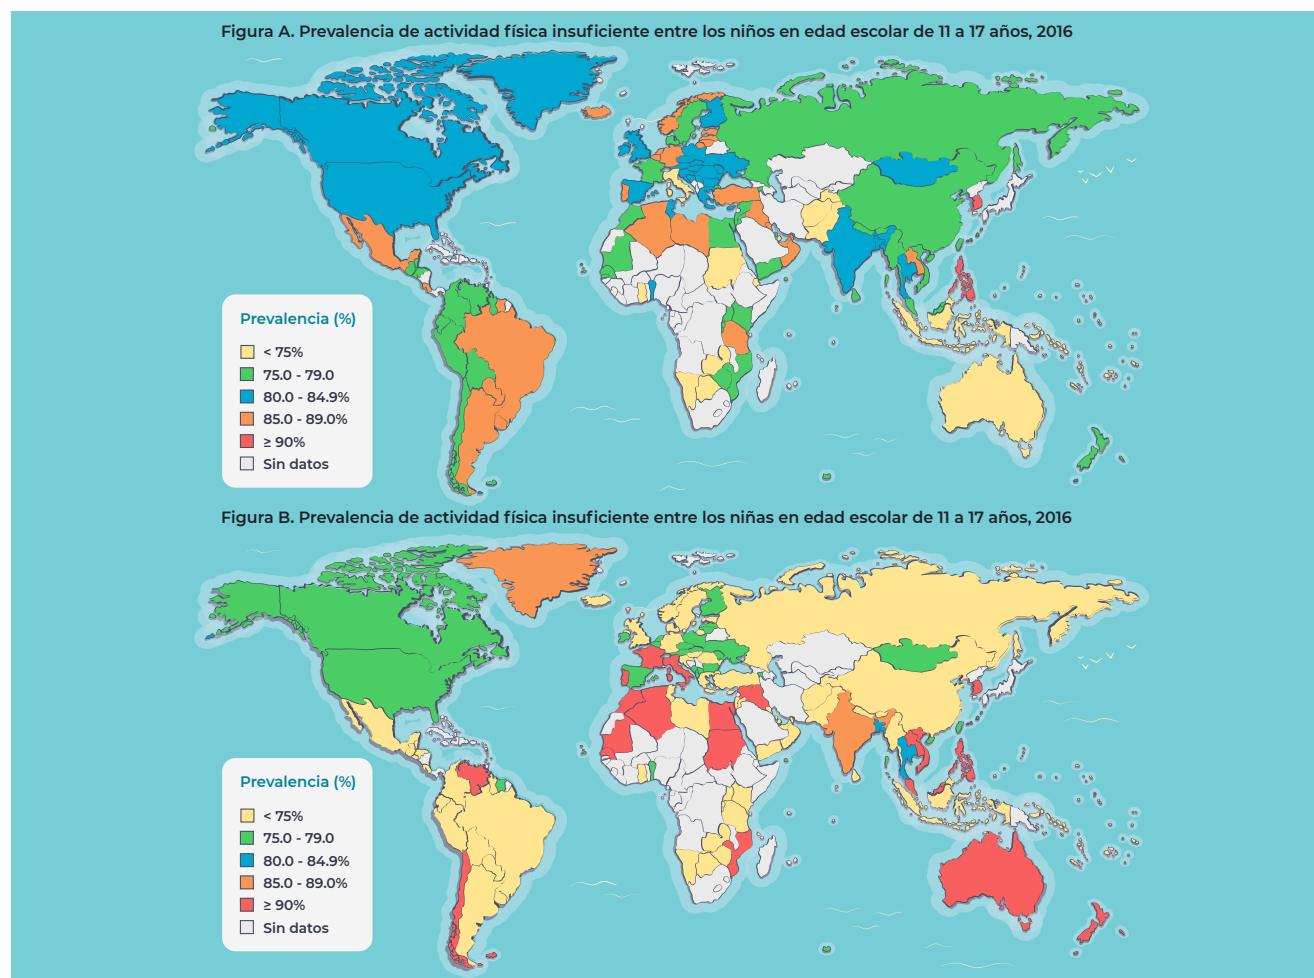 Figura A. Prevalencia de actividad física insuficiente entre los niños en edad escolar de 11 a 17 años, 2016
Prevalencia (%)
< 75%
75.0 - 79.0
80.0 - 84.9%
85.0 - 89.0%
≥ 90%
Sin datos
Figura B. Prevalencia de actividad física insuficiente entre los niñas en edad escolar de 11 a 17 años, 2016
Prevalencia (%)
< 75%
75.0 - 79.0
80.0 - 84.9%
85.0 - 89.0%
≥ 90%
Sin datos